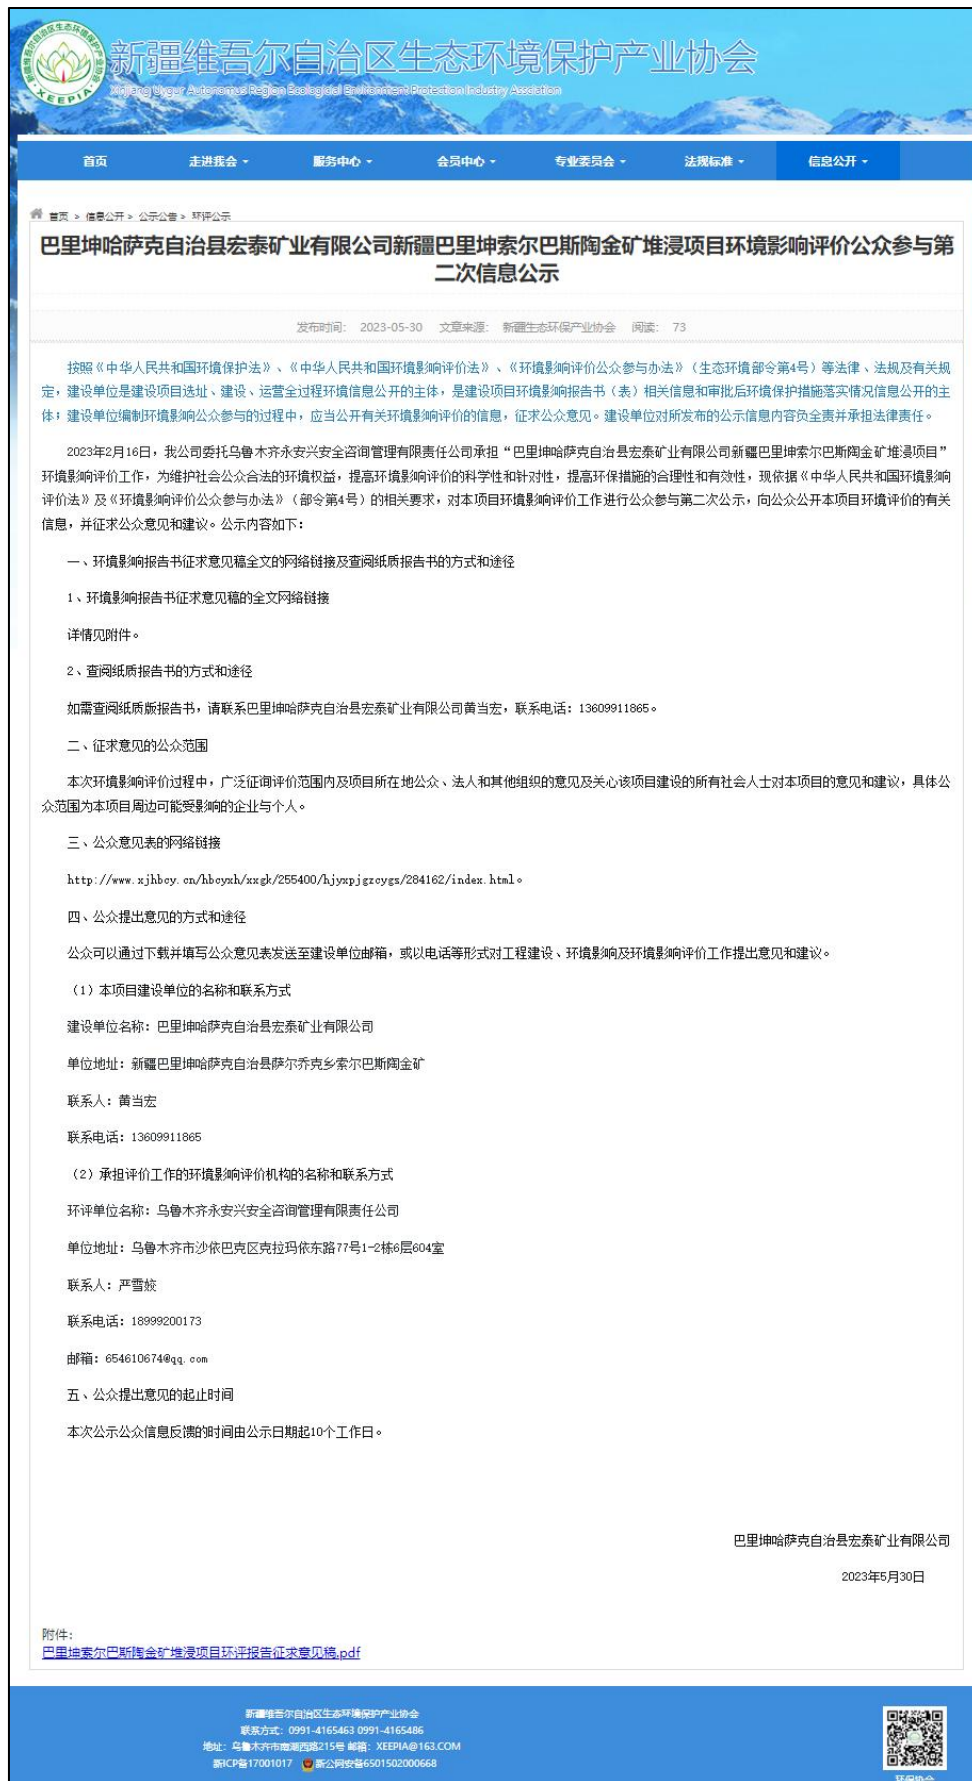 新疆维吾尔自治区生态环境保护产业协会
Xinjiang Uygur Autonomus Region Ecologicial Environment Protection Industry Assciation
XEEPIA
首页 走进我会 服务中心 会员中心 专业委员会 法规标准 信息公开
首页 » 信息公开 » 公示公告 » 环评公示
巴里坤哈萨克自治县宏泰矿业有限公司新疆巴里坤索尔巴斯陶金矿堆浸项目环境影响评价公众参与第
二次信息公示
发布时间: 2023-05-30 文章来源: 新疆生态环保产业协会 阅读: 73
按照《中华人民共和国环境保护法》、《中华人民共和国环境影响评价法》、《环境影响评价公众参与办法》（生态环境部令第4号）等法律、法规及有关规
定，建设单位是建设项目选址、建设、运营全过程环境信息公开的主体，是建设项目环境影响报告书（表）相关信息和审批后环境保护措施落实情况信息公开的主
体；建设单位编制环境影响公众参与的过程中，应当公开有关环境影响评价的信息，征求公众意见。建设单位对所发布的公示信息内容负全责并承担法律责任。
2023年2月16日，我公司委托乌鲁木齐永安兴安全咨询管理有限责任公司承担“巴里坤哈萨克自治县宏泰矿业有限公司新疆巴里坤索尔巴斯陶金矿堆浸项目”
环境影响评价工作，为维护社会公众合法的环境权益，提高环境影响评价的科学性和针对性，提高环保措施的合理性和有效性，现依据《中华人民共和国环境影响
评价法》及《环境影响评价公众参与办法》（部令第4号）的相关要求，对本项目环境影响评价工作进行公众参与第二次公示，向公众公开本项目环境评价的有关
信息，并征求公众意见和建议。公示内容如下：
一、环境影响报告书征求意见稿全文的网络链接及查阅纸质报告书的方式和途径
1、环境影响报告书征求意见稿的全文网络链接
详情见附件。
2、查阅纸质报告书的方式和途径
如需查阅纸质版报告书，请联系巴里坤哈萨克自治县宏泰矿业有限公司黄当宏，联系电话：13609911865。
二、征求意见的公众范围
本次环境影响评价过程中，广泛征询评价范围内及项目所在地公众、法人和其他组织的意见及关心该项目建设的所有社会人士对本项目的意见和建议，具体公
众范围为本项目周边可能受影响的企业与个人。
三、公众意见表的网络链接
http://www.xjhbcy.cn/hbcyxh/xxgk/255400/hjyxpjgzcygs/284162/index.html。
四、公众提出意见的方式和途径
公众可以通过下载并填写公众意见表发送至建设单位邮箱，或以电话等形式对工程建设、环境影响及环境影响评价工作提出意见和建议。
（1）本项目建设单位的名称和联系方式
建设单位名称：巴里坤哈萨克自治县宏泰矿业有限公司
单位地址：新疆巴里坤哈萨克自治县萨尔乔克乡索尔巴斯陶金矿
联系人：黄当宏
联系电话：13609911865
（2）承担评价工作的环境影响评价机构的名称和联系方式
环评单位名称：乌鲁木齐永安兴安全咨询管理有限责任公司
单位地址：乌鲁木齐市沙依巴克区克拉玛依东路77号1-2栋6层604室
联系人：严雪姣
联系电话：18999200173
邮箱：654610674@qq.com
五、公众提出意见的起止时间
本次公示公众信息反馈的时间由公示日期起10个工作日。
巴里坤哈萨克自治县宏泰矿业有限公司
2023年5月30日
附件：
巴里坤索尔巴斯陶金矿堆浸项目环评报告征求意见稿.pdf
新疆维吾尔自治区生态环境保护产业协会
联系方式：0991-4165463 0991-4165486
地址：乌鲁木齐市南湖西路215号 邮箱：XEEPIA@163.COM
新ICP备17001017 新公网安备6501502000668
环保协会